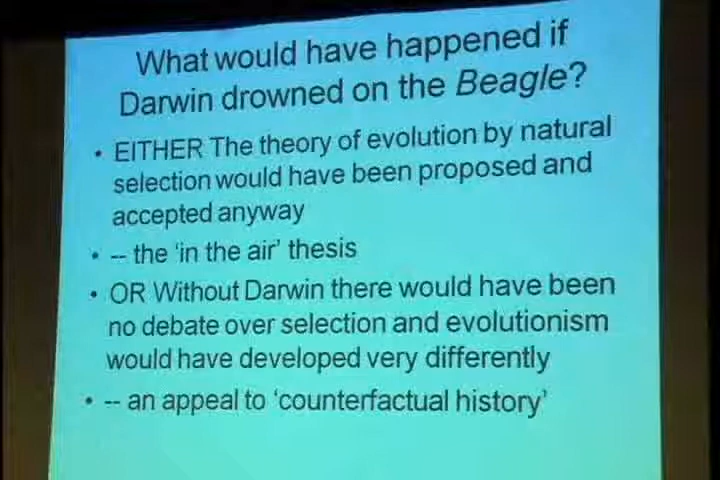 What would have happened if
Darwin drowned on the Beagle?
• EITHER The theory of evolution by natural
selection would have been proposed and
accepted anyway
• -- the 'in the air' thesis
• OR Without Darwin there would have been
no debate over selection and evolutionism
would have developed very differently
• -- an appeal to 'counterfactual history'